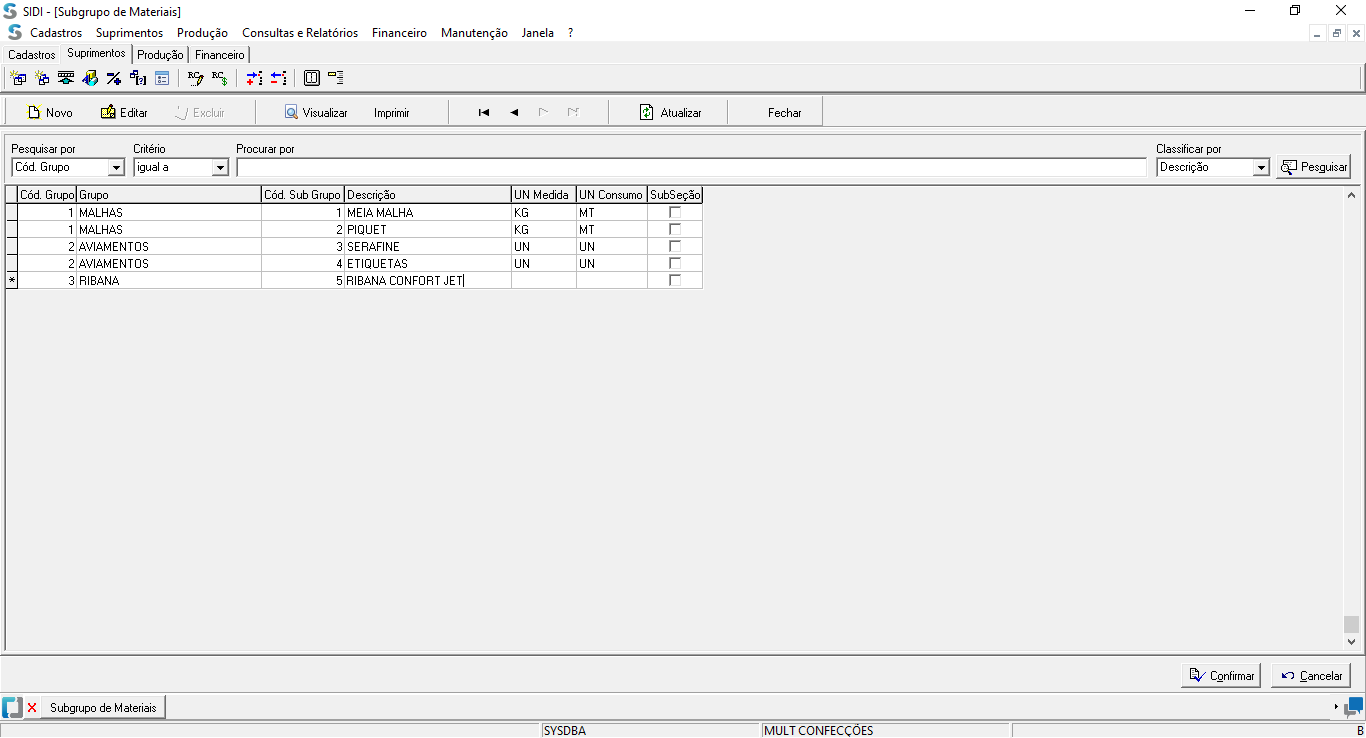 SIDI - [Subgrupo de Materiais]
Cadastros Suprimentos Produção Consultas e Relatórios Financeiro Manutenção Janela ?
Cadastros Suprimentos Produção Financeiro
Novo Editar Excluir Visualizar Imprimir Atualizar Fechar
Pesquisar por Critério Procurar por Classificar por
Cód. Grupo igual a Descrição Pesquisar
Cód. Grupo Grupo Cód. Sub Grupo Descrição UN Medida UN Consumo SubSeção
1 MALHAS 1 MEIA MALHA KG MT
1 MALHAS 2 PIQUET KG MT
2 AVIAMENTOS 3 SERAFINE UN UN
2 AVIAMENTOS 4 ETIQUETAS UN UN
* 3 RIBANA 5 RIBANA CONFORT JET
Confirmar Cancelar
Subgrupo de Materiais
SYSDBA MULT CONFECÇÕES B